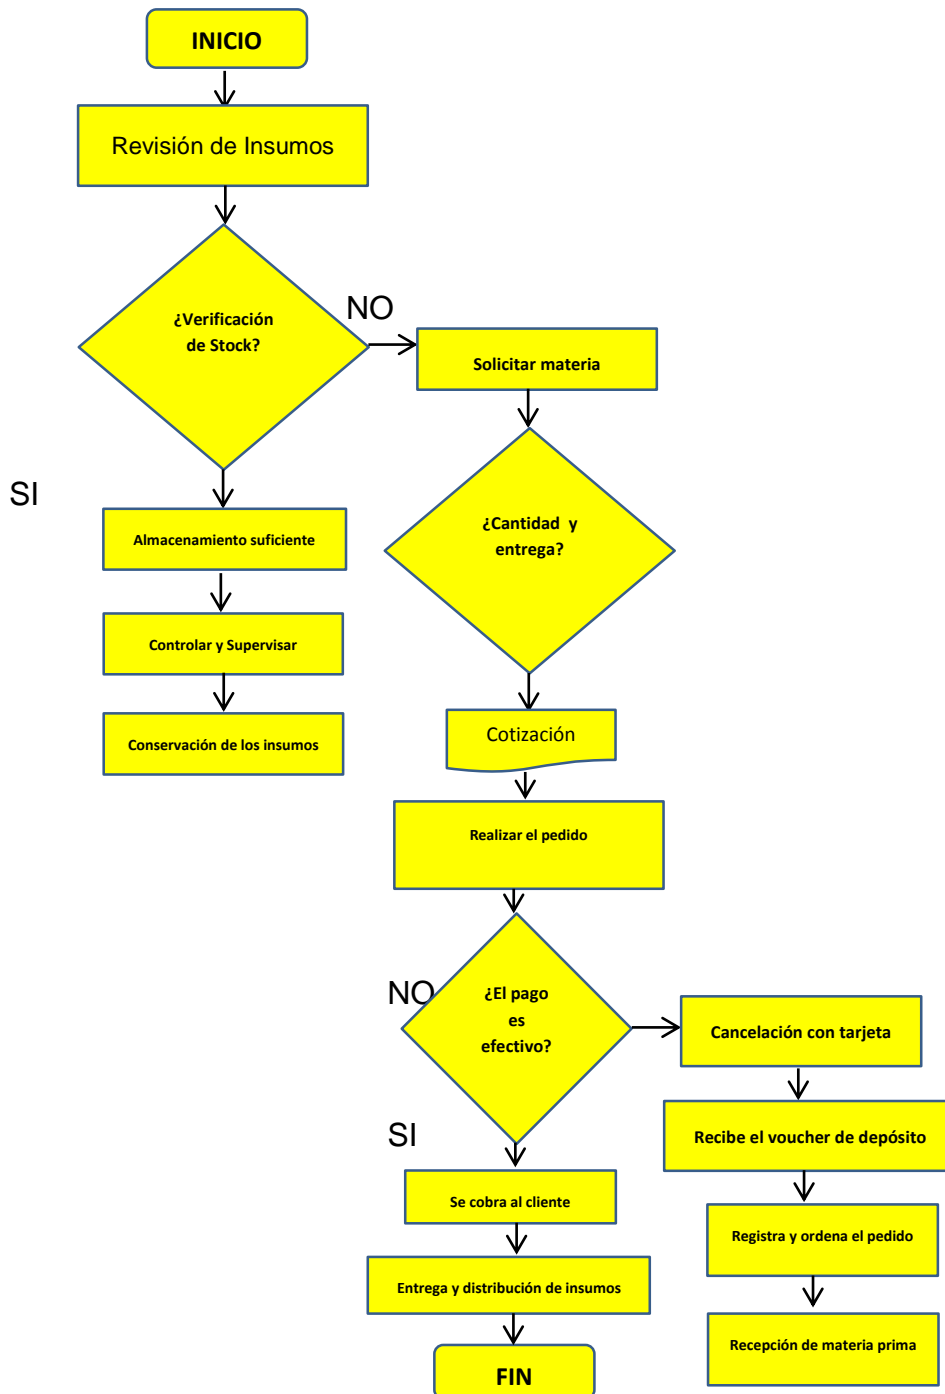 INICIO
Revisión de Insumos
¿Verificación
de Stock?
NO
Solicitar materia
SI
¿Cantidad y
entrega?
Almacenamiento suficiente
Controlar y Supervisar
Conservación de los insumos
Cotización
Realizar el pedido
NO
¿El pago
es
efectivo?
Cancelación con tarjeta
SI
Recibe el voucher de depósito
Se cobra al cliente
Registra y ordena el pedido
Entrega y distribución de insumos
Recepción de materia prima
FIN